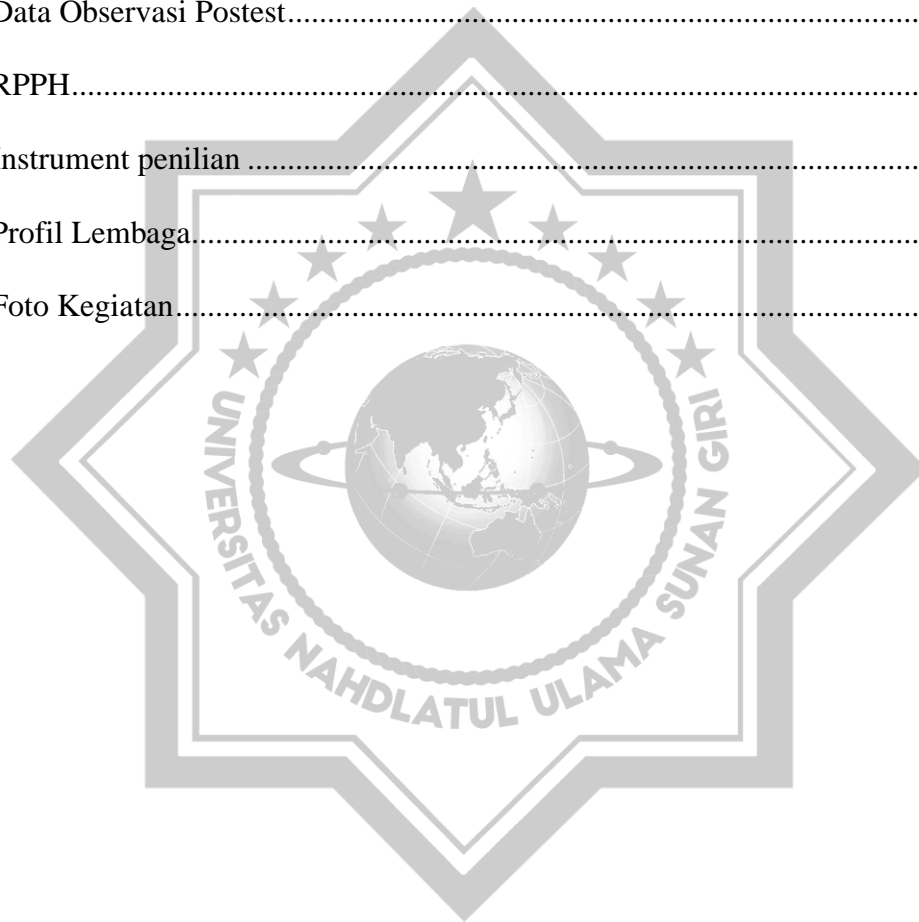 Data Observasi Postest...............................................................................
RPPH...........................................................................................................
Instrument penilian ....................................................................................
Profil Lembaga...........................................................................................
Foto Kegiatan.............................................................................................
UNIVERSITAS NAHDLATUL ULAMA SUNAN GIRI